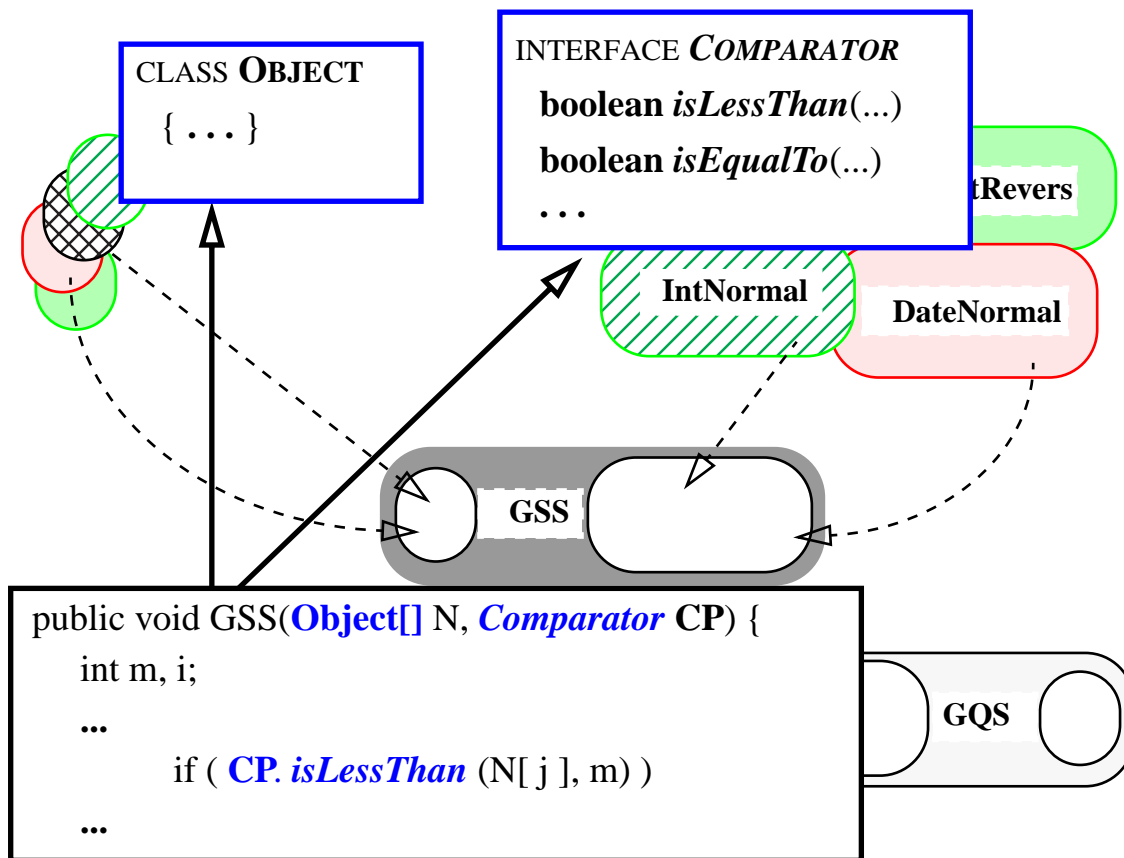 CLASS OBJECT
{ . . . }
INTERFACE COMPARATOR
boolean isLessThan(...)
boolean isEqualTo(...)
. . .
tRevers
IntNormal
DateNormal
GSS
public void GSS(Object[] N, Comparator CP) {
int m, i;
...
if ( CP. isLessThan (N[ j ], m) )
...
GQS